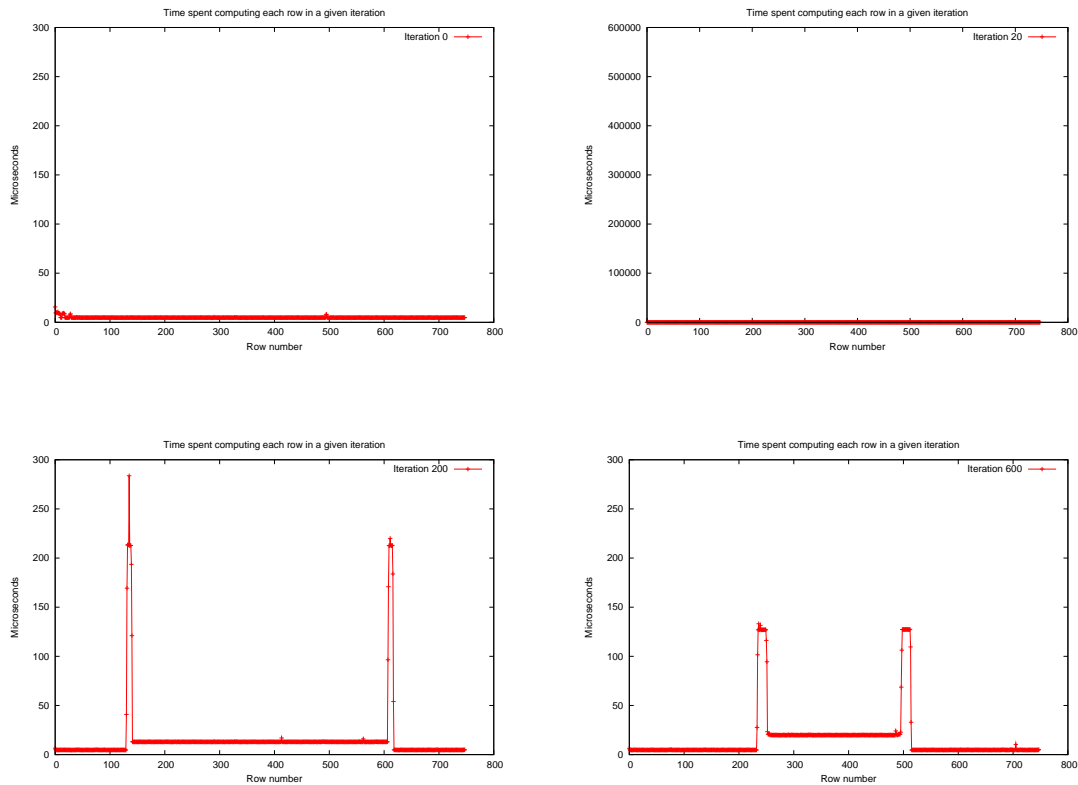 Time spent computing each row in a given iteration
Iteration 0
Microseconds
300
250
200
150
100
50
0
0 100 200 300 400 500 600 700 800
Row number
Time spent computing each row in a given iteration
Iteration 20
Microseconds
600000
500000
400000
300000
200000
100000
0
0 100 200 300 400 500 600 700 800
Row number
Time spent computing each row in a given iteration
Iteration 200
Microseconds
300
250
200
150
100
50
0
0 100 200 300 400 500 600 700 800
Row number
Time spent computing each row in a given iteration
Iteration 600
Microseconds
300
250
200
150
100
50
0
0 100 200 300 400 500 600 700 800
Row number